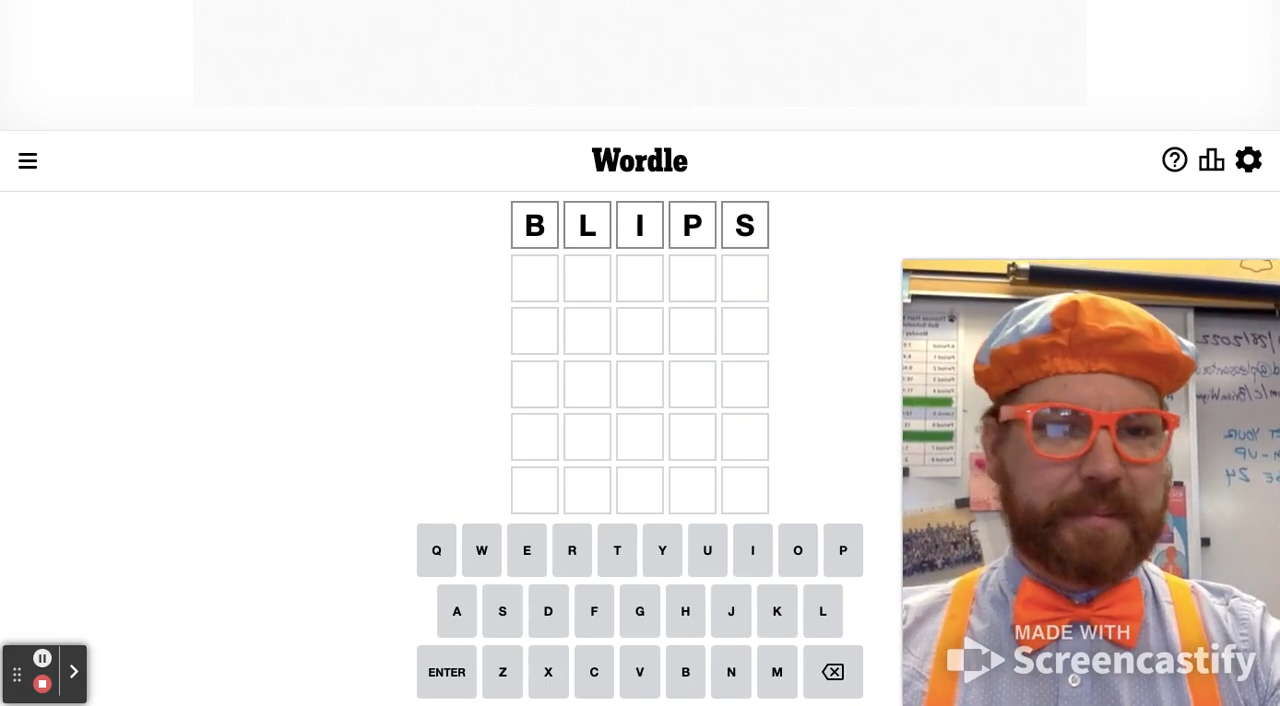 Wordle
B L I P S
Q W E R T Y U I O P
A S D F G H J K L
ENTER Z X C V B N M
MADE WITH
Screencastify